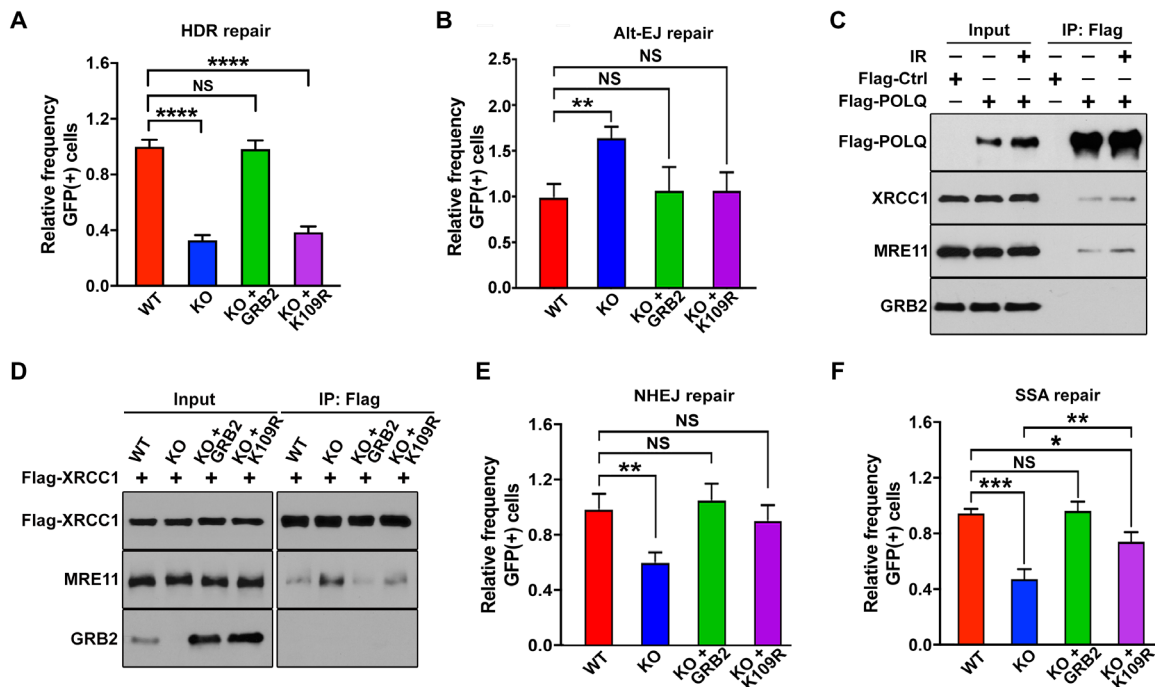 A
HDR repair
Relative frequency
GFP(+) cells
1.6
1.2
0.8
0.4
0.0
****
NS
****
WT
KO
KO +
GRB2
KO +
K109R
B
Alt-EJ repair
Relative frequency
GFP(+) cells
2.5
2.0
1.5
1.0
0.5
0.0
NS
NS
**
WT
KO
KO +
GRB2
KO +
K109R
C
Input
IP: Flag
IR
– – + – – +
Flag-Ctrl
+ – – + – –
Flag-POLQ
– + + – + +
Flag-POLQ
XRCC1
MRE11
GRB2
D
Input
IP: Flag
WT
KO
KO +
GRB2
KO +
K109R
WT
KO
KO +
GRB2
KO +
K109R
Flag-XRCC1
+ + + + + + + +
Flag-XRCC1
MRE11
GRB2
E
NHEJ repair
Relative frequency
GFP(+) cells
1.6
1.2
0.8
0.4
0.0
NS
NS
**
WT
KO
KO +
GRB2
KO +
K109R
F
SSA repair
Relative frequency
GFP(+) cells
1.6
1.2
0.8
0.4
0.0
**
*
NS
***
WT
KO
KO +
GRB2
KO +
K109R